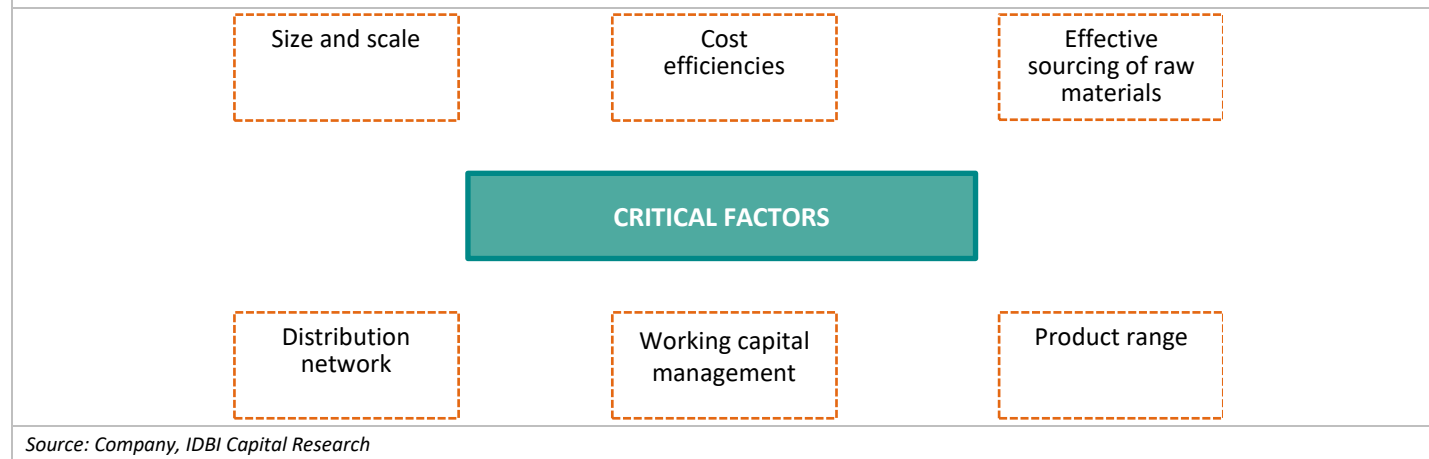 Size and scale
Cost
efficiencies
Effective
sourcing of raw
materials
CRITICAL FACTORS
Distribution
network
Working capital
management
Product range
Source: Company, IDBI Capital Research